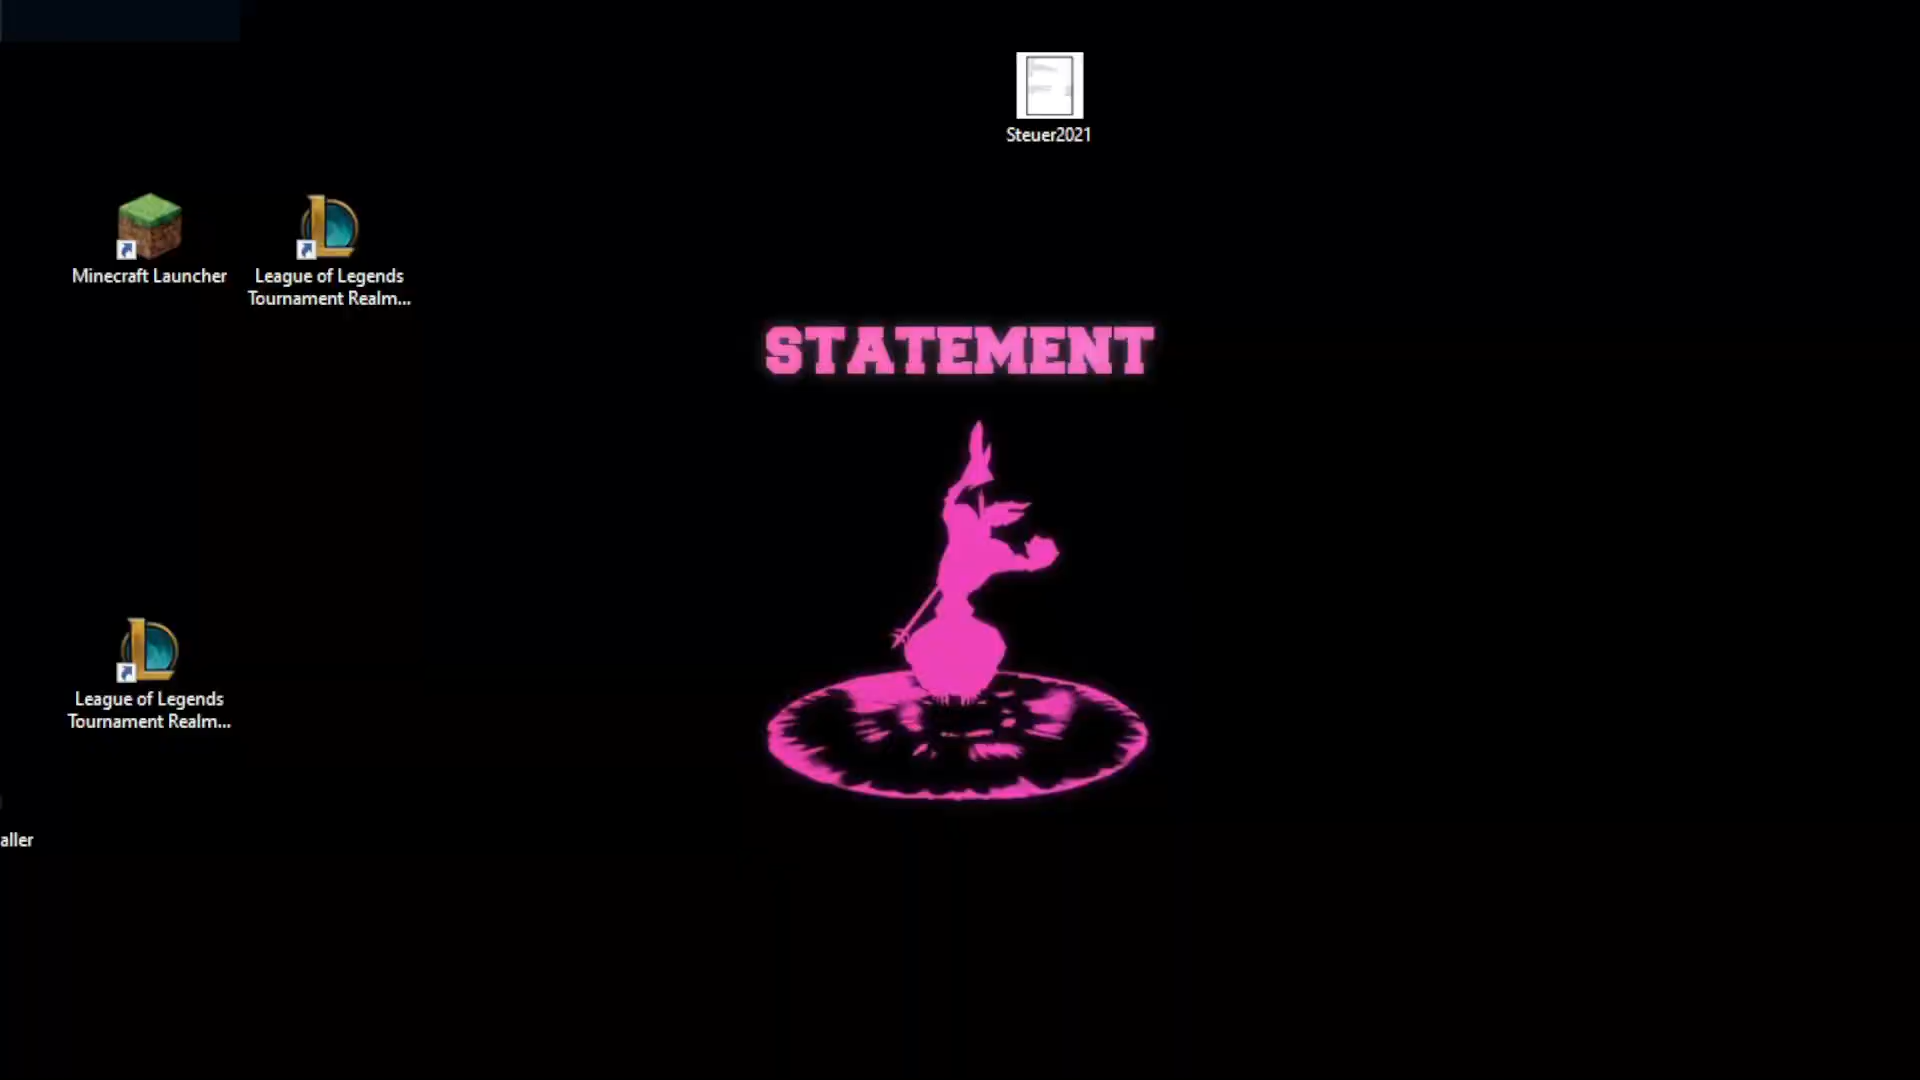 Steuer2021
Minecraft Launcher
League of Legends
Tournament Realm...
STATEMENT
League of Legends
Tournament Realm...
aller